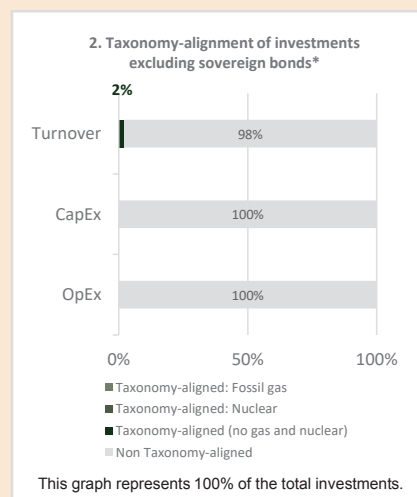 2. Taxonomy-alignment of investments
excluding sovereign bonds*
2%
Turnover
98%
CapEx
100%
OpEx
100%
0%
50%
100%
Taxonomy-aligned: Fossil gas
Taxonomy-aligned: Nuclear
Taxonomy-aligned (no gas and nuclear)
Non Taxonomy-aligned
This graph represents 100% of the total investments.